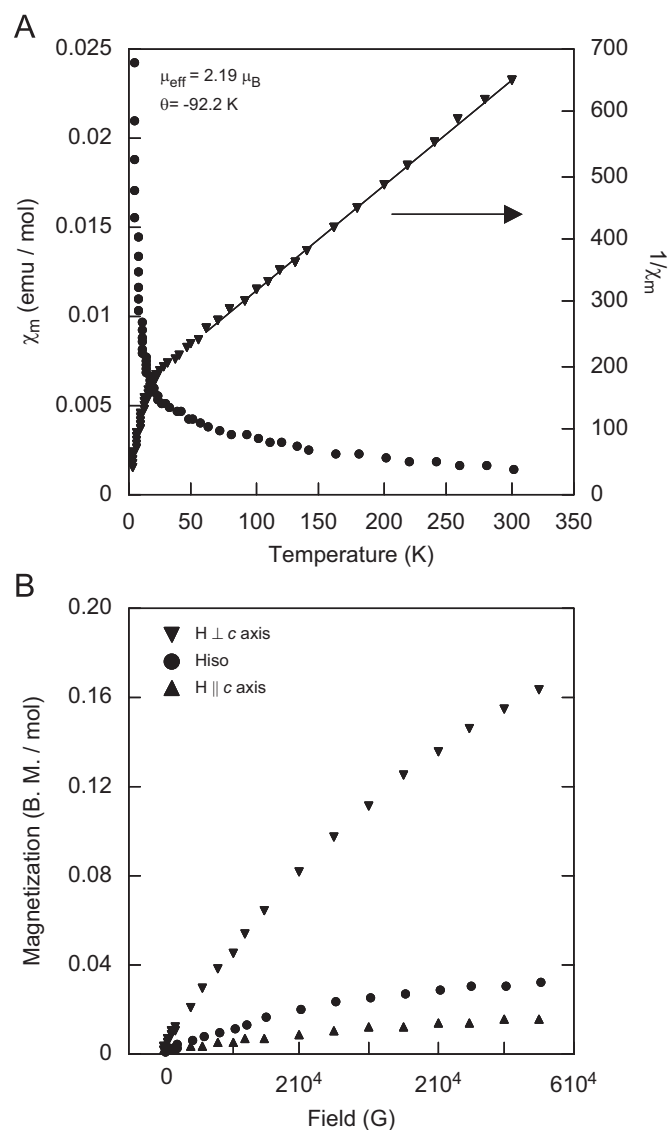 A
0.025
0.02
0.015
0.01
0.005
0
χm (emu / mol)
μeff = 2.19 μB
θ= -92.2 K
700
600
500
400
300
200
100
0
1/χm
0 50 100 150 200 250 300 350
Temperature (K)
B
0.20
0.16
0.12
0.08
0.04
0
Magnetization (B. M. / mol)
H ⊥ c axis
Hiso
H || c axis
0 210⁴ 210⁴ 610⁴
Field (G)